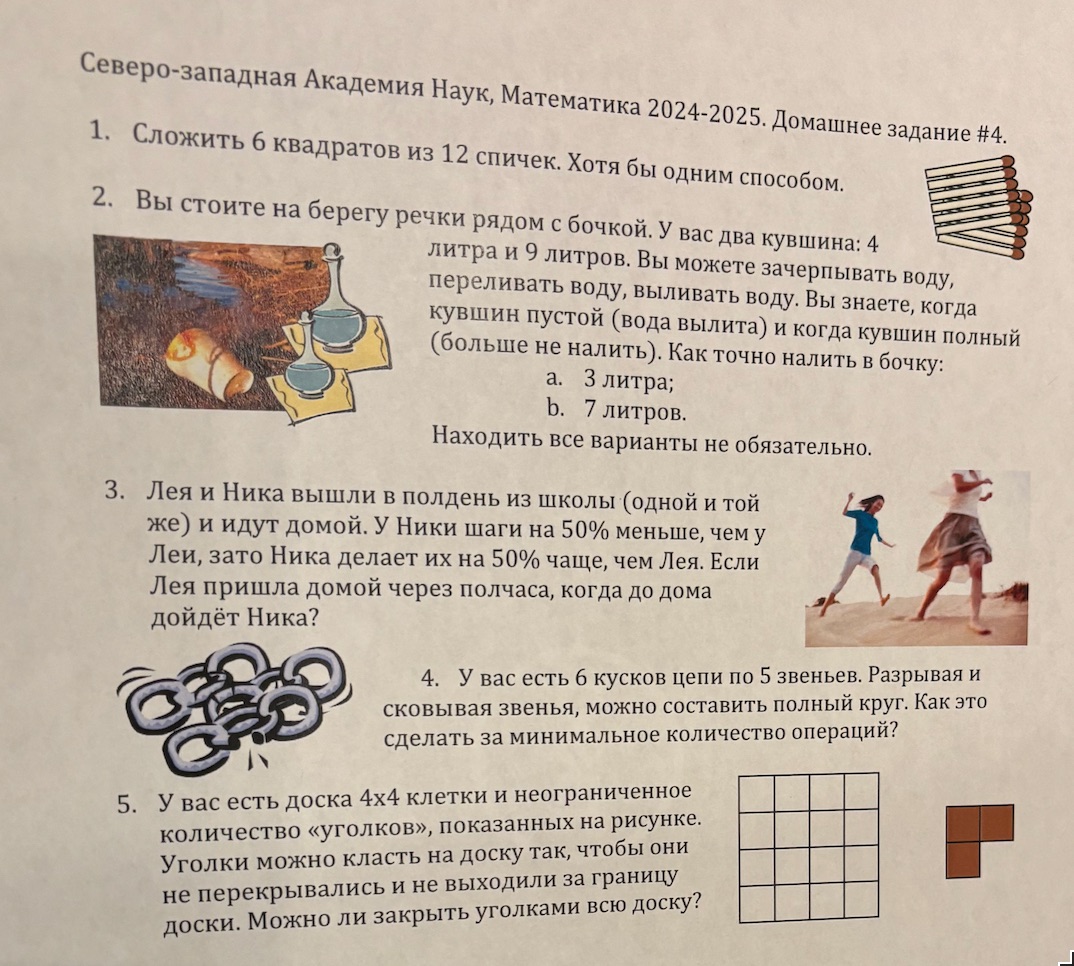 Северо-западная Академия Наук, Математика 2024-2025. Домашнее задание #4.
1. Сложить 6 квадратов из 12 спичек. Хотя бы одним способом.
2. Вы стоите на берегу речки рядом с бочкой. У вас два кувшина: 4
литра и 9 литров. Вы можете зачерпывать воду,
переливать воду, выливать воду. Вы знаете, когда
кувшин пустой (вода вылита) и когда кувшин полный
(больше не налить). Как точно налить в бочку:
a. 3 литра;
b. 7 литров.
Находить все варианты не обязательно.
3. Лея и Ника вышли в полдень из школы (одной и той
же) и идут домой. У Ники шаги на 50% меньше, чем у
Леи, зато Ника делает их на 50% чаще, чем Лея. Если
Лея пришла домой через полчаса, когда до дома
дойдёт Ника?
4. У вас есть 6 кусков цепи по 5 звеньев. Разрывая и
сковывая звенья, можно составить полный круг. Как это
сделать за минимальное количество операций?
5. У вас есть доска 4x4 клетки и неограниченное
количество «уголков», показанных на рисунке.
Уголки можно класть на доску так, чтобы они
не перекрывались и не выходили за границу
доски. Можно ли закрыть уголками всю доску?